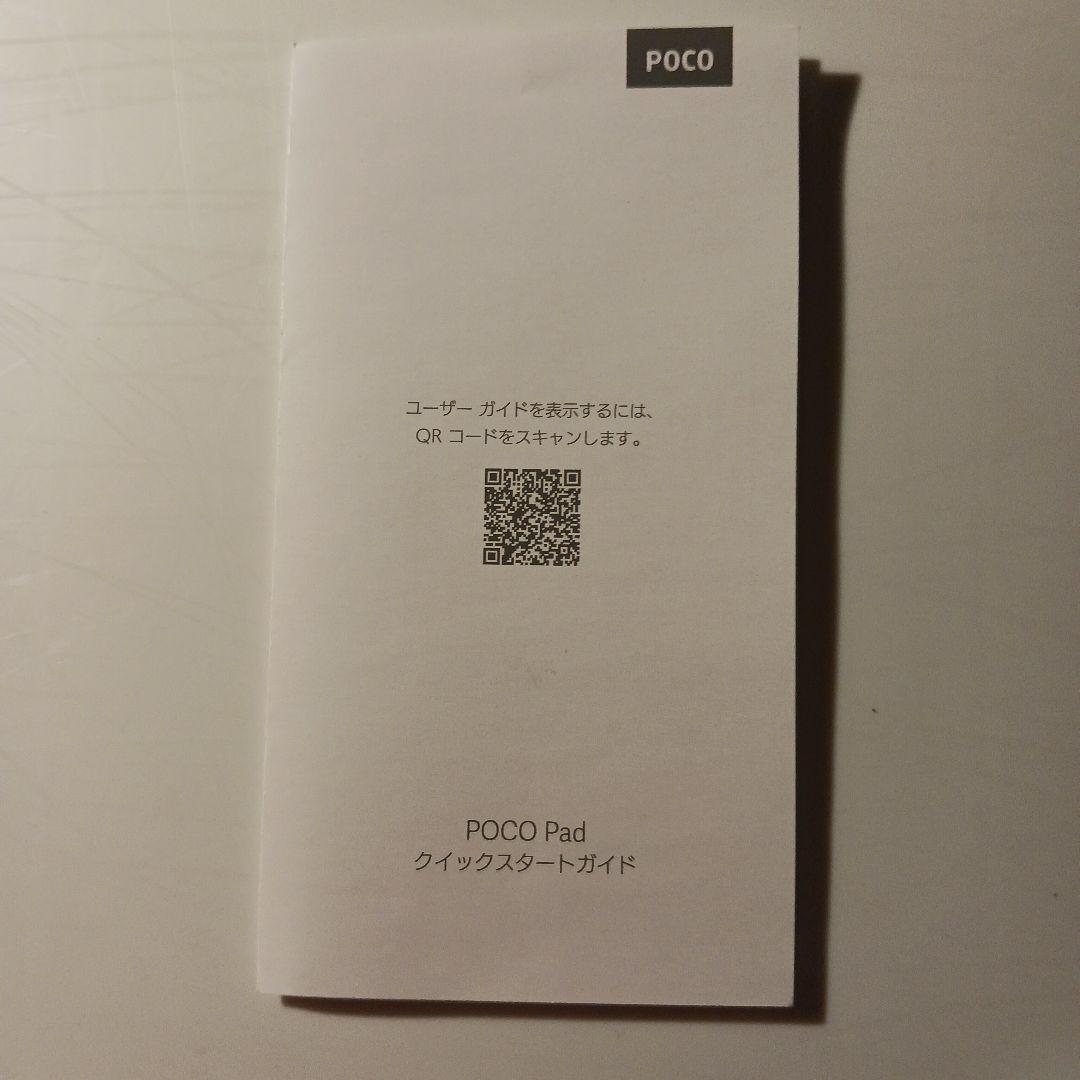 POCO
ユーザー ガイドを表示するには、
QR コードをスキャンします。
POCO Pad
クイックスタートガイド